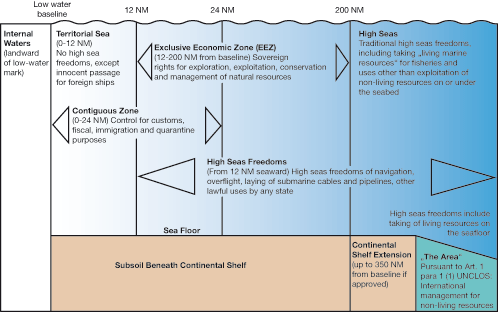 Low water
baseline
12 NM
24 NM
200 NM
Internal
Waters
(landward
of low-water
mark)
Territorial Sea
(0-12 NM)
No high sea
freedoms, except
innocent passage
for foreign ships
Exclusive Economic Zone (EEZ)
(12-200 NM from baseline) Sovereign
rights for exploration, exploitation, conservation
and management of natural resources
High Seas
Traditional high seas freedoms,
including taking „living marine
resources“ for fisheries and
uses other than exploitation of
non-living resources on or under
the seabed
Contiguous Zone
(0-24 NM) Control for customs,
fiscal, immigration and quarantine
purposes
High Seas Freedoms
(From 12 NM seaward) High seas freedoms of navigation,
overflight, laying of submarine cables and pipelines, other
lawful uses by any state
High seas freedoms include
taking of living resources on
the seafloor
Sea Floor
Subsoil Beneath Continental Shelf
Continental
Shelf Extension
(up to 350 NM
from baseline if
approved)
„The Area“
Pursuant to Art. 1
para 1 (1) UNCLOS
International
management for
non-living resources